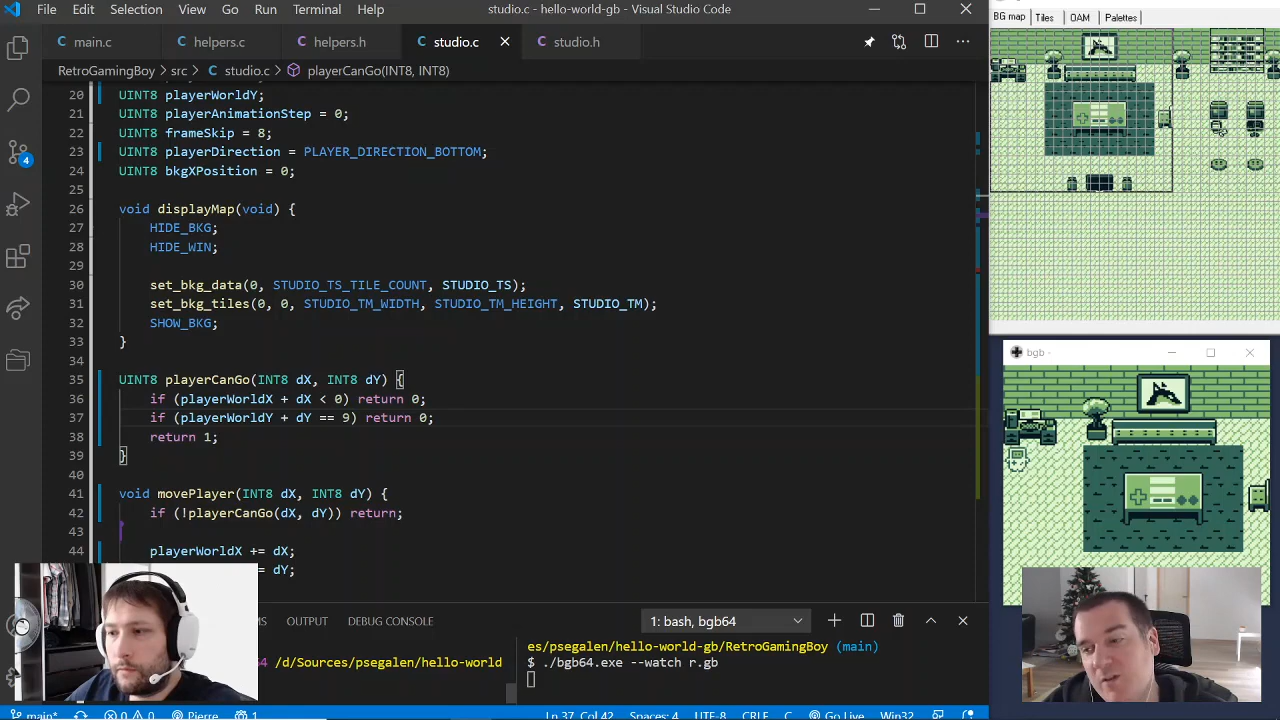 File Edit Selection View Go Run Terminal Help studio.c - hello-world-gb - Visual Studio Code
main.c helpers.c helpers.h studio.c studio.h
RetroGamingBoy > src > studio.c > playerCanGo(INT8, INT8)
20 UINT8 playerWorldY;
21 UINT8 playerAnimationStep = 0;
22 UINT8 frameSkip = 8;
23 UINT8 playerDirection = PLAYER_DIRECTION_BOTTOM;
24 UINT8 bkgXPosition = 0;
25
26 void displayMap(void) {
27 HIDE_BKG;
28 HIDE_WIN;
29
30 set_bkg_data(0, STUDIO_TS_TILE_COUNT, STUDIO_TS);
31 set_bkg_tiles(0, 0, STUDIO_TM_WIDTH, STUDIO_TM_HEIGHT, STUDIO_TM);
32 SHOW_BKG;
33 }
34
35 UINT8 playerCanGo(INT8 dX, INT8 dY) {
36 if (playerWorldX + dX < 0) return 0;
37 if (playerWorldY + dY == 9) return 0;
38 return 1;
39 }
40
41 void movePlayer(INT8 dX, INT8 dY) {
42 if (!playerCanGo(dX, dY)) return;
43
44 playerWorldX += dX;
= dY;
OUTPUT DEBUG CONSOLE 1: bash, bgb64
/d/Sources/psegalen/hello-world
es/psegalen/hello-world-gb/RetroGamingBoy (main)
$ ./bgb64.exe --watch r.gb
main* 0 0 Pierre 1 Ln 37, Col 42 Spaces: 4 UTF-8 CRLF C Go Live Win32
4
BG map Tiles OAM Palettes
bgb -